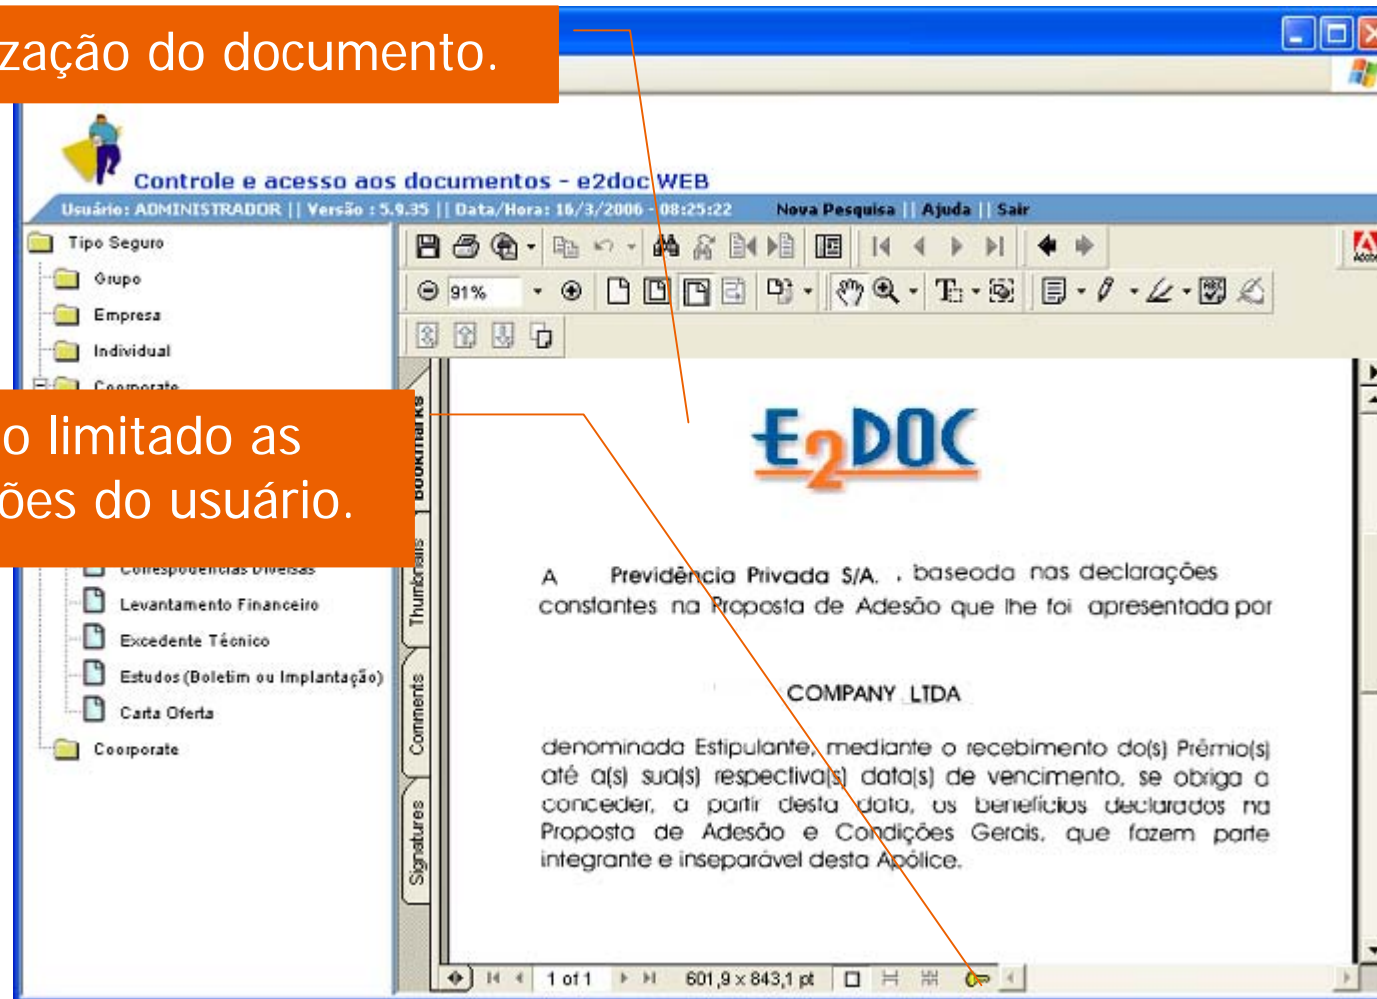 zação do documento.
Controle e acesso aos documentos - e2doc WEB
Usuário: ADMINISTRADOR || Versão : 5.9.35 || Data/Hora: 16/3/2006 - 08:25:22 Nova Pesquisa || Ajuda || Sair
Tipo Seguro
Grupo
Empresa
Individual
Coorporate
o limitado as
ões do usuário.
Correspodencias Diversas
Levantamento Financeiro
Excedente Técnico
Estudos (Boletim ou Implantação)
Carta Oferta
Coorporate
Adobe
91%
Bookmarks
Thumbnails
Comments
Signatures
E2DOC
A Previdência Privada S/A. , baseada nas declarações
constantes na Proposta de Adesão que lhe foi apresentada por
COMPANY LTDA
denominada Estipulante, mediante o recebimento do(s) Prêmio(s)
até a(s) sua(s) respectiva(s) data(s) de vencimento, se obriga a
conceder, a partir desta data, os benefícios declarados na
Proposta de Adesão e Condições Gerais, que fazem parte
integrante e inseparável desta Apólice.
1 of 1 601,9 x 843,1 pt